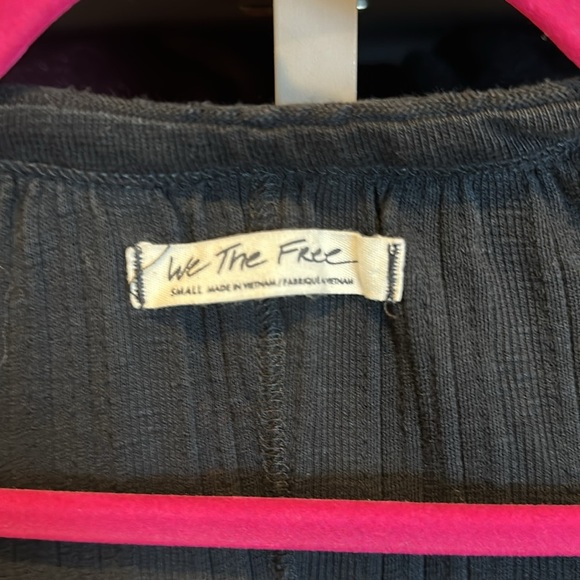 We The Free
SMALL MADE IN VIETNAM / FABRIQUÉ A VIETNAM